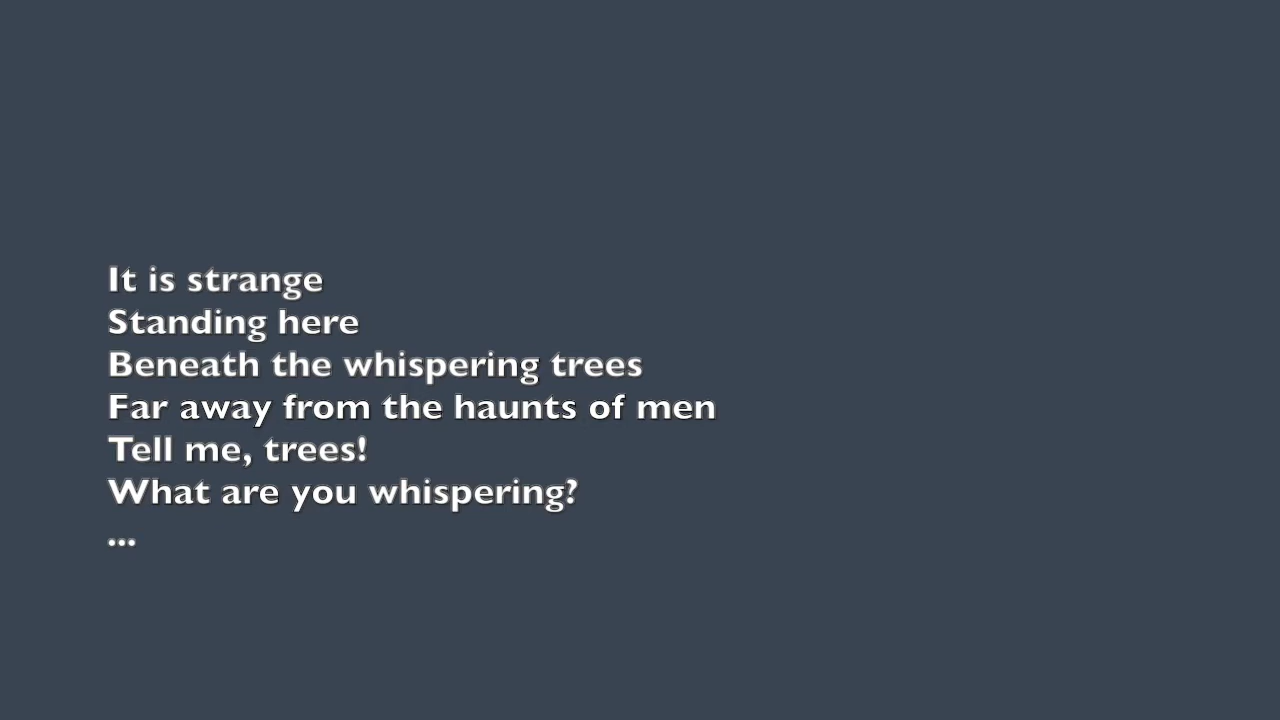 It is strange
Standing here
Beneath the whispering trees
Far away from the haunts of men
Tell me, trees!
What are you whispering?
...